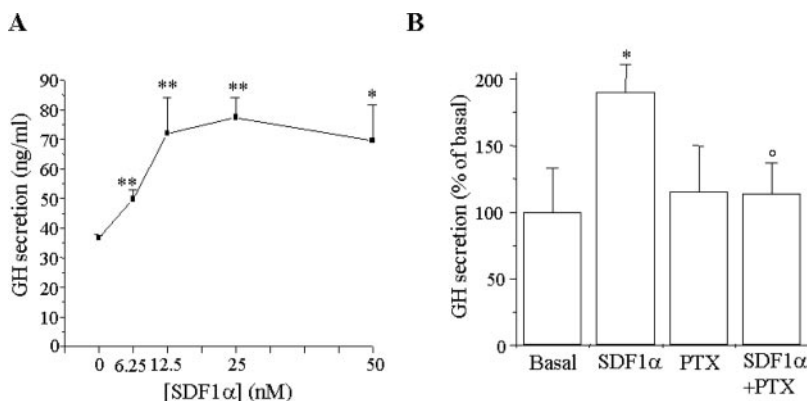 A
GH secretion (ng/ml)
90
80
70
60
50
40
30
20
10
0
**
**
**
*
0 6.25 12.5 25 50
[SDF1α] (nM)
B
GH secretion (% of basal)
200
150
100
50
0
*
°
Basal SDF1α PTX SDF1α
+PTX